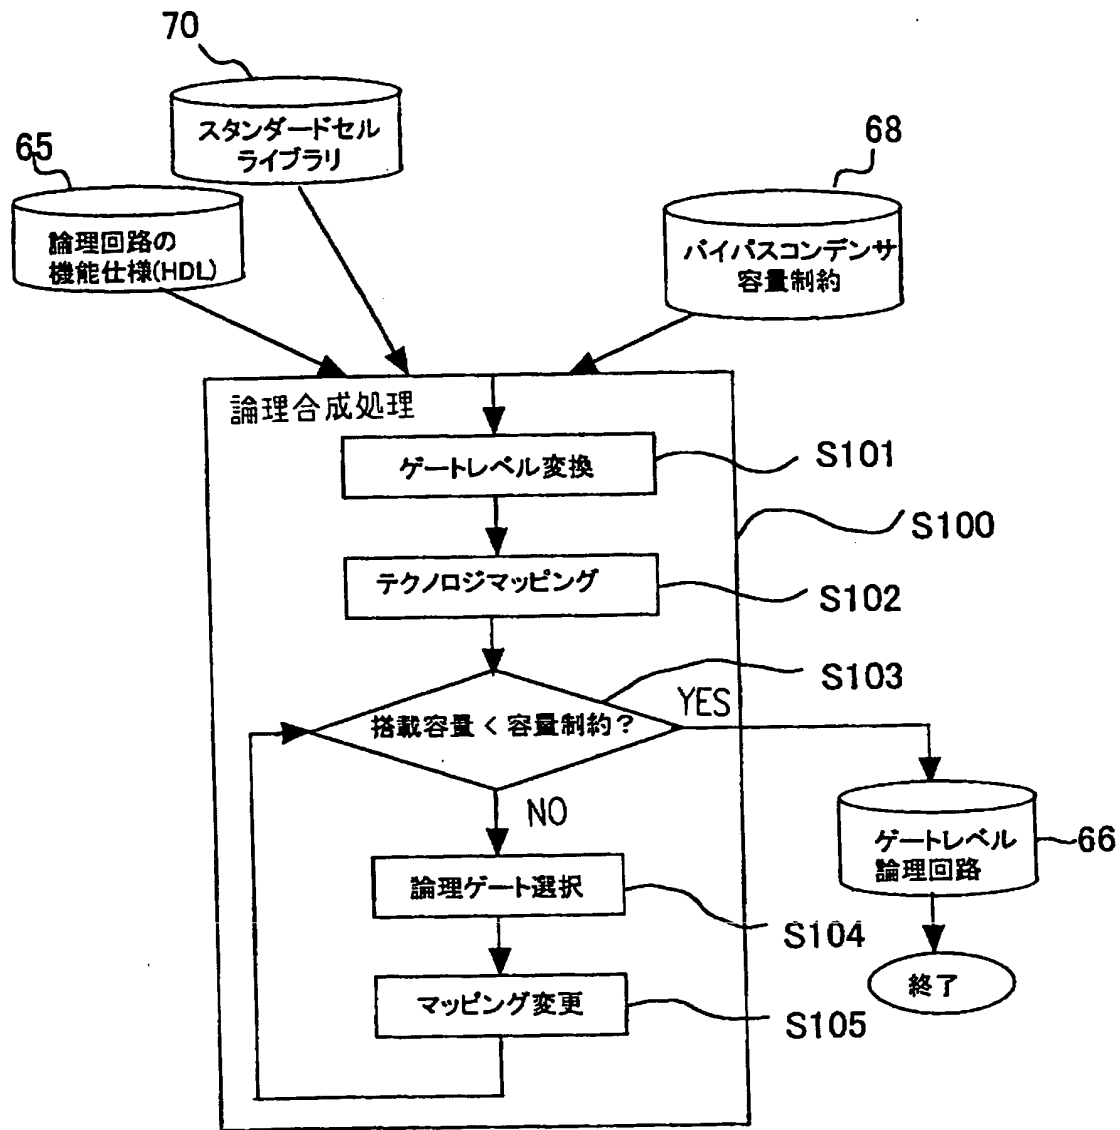 70
スタンダードセル
ライブラリ
65
論理回路の
機能仕様(HDL)
68
バイパスコンデンサ
容量制約
論理合成処理
ゲートレベル変換
S101
S100
テクノロジマッピング
S102
搭載容量 < 容量制約?
S103
YES
NO
ゲートレベル
論理回路
66
論理ゲート選択
S104
終了
マッピング変更
S105